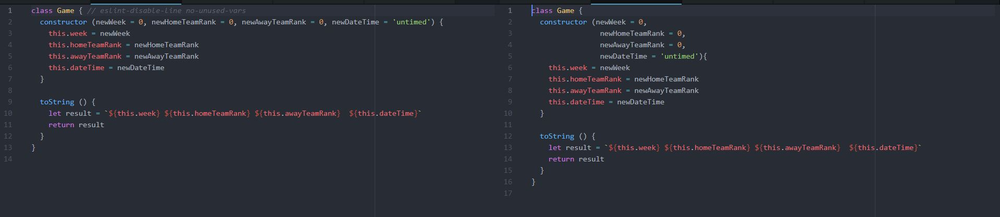 1 class Game { // eslint-disable-line no-unused-vars
2   constructor (newWeek = 0, newHomeTeamRank = 0, newAwayTeamRank = 0, newDateTime = 'untimed') {
3     this.week = newWeek
4     this.homeTeamRank = newHomeTeamRank
5     this.awayTeamRank = newAwayTeamRank
6     this.dateTime = newDateTime
7   }
8
9   toString () {
10     let result = `${this.week} ${this.homeTeamRank} ${this.awayTeamRank}  ${this.dateTime}`
11     return result
12   }
13 }
14
1 class Game {
2   constructor (newWeek = 0,
3                 newHomeTeamRank = 0,
4                 newAwayTeamRank = 0,
5                 newDateTime = 'untimed'){
6     this.week = newWeek
7     this.homeTeamRank = newHomeTeamRank
8     this.awayTeamRank = newAwayTeamRank
9     this.dateTime = newDateTime
10   }
11
12   toString () {
13     let result = `${this.week} ${this.homeTeamRank} ${this.awayTeamRank}  ${this.dateTime}`
14     return result
15   }
16 }
17